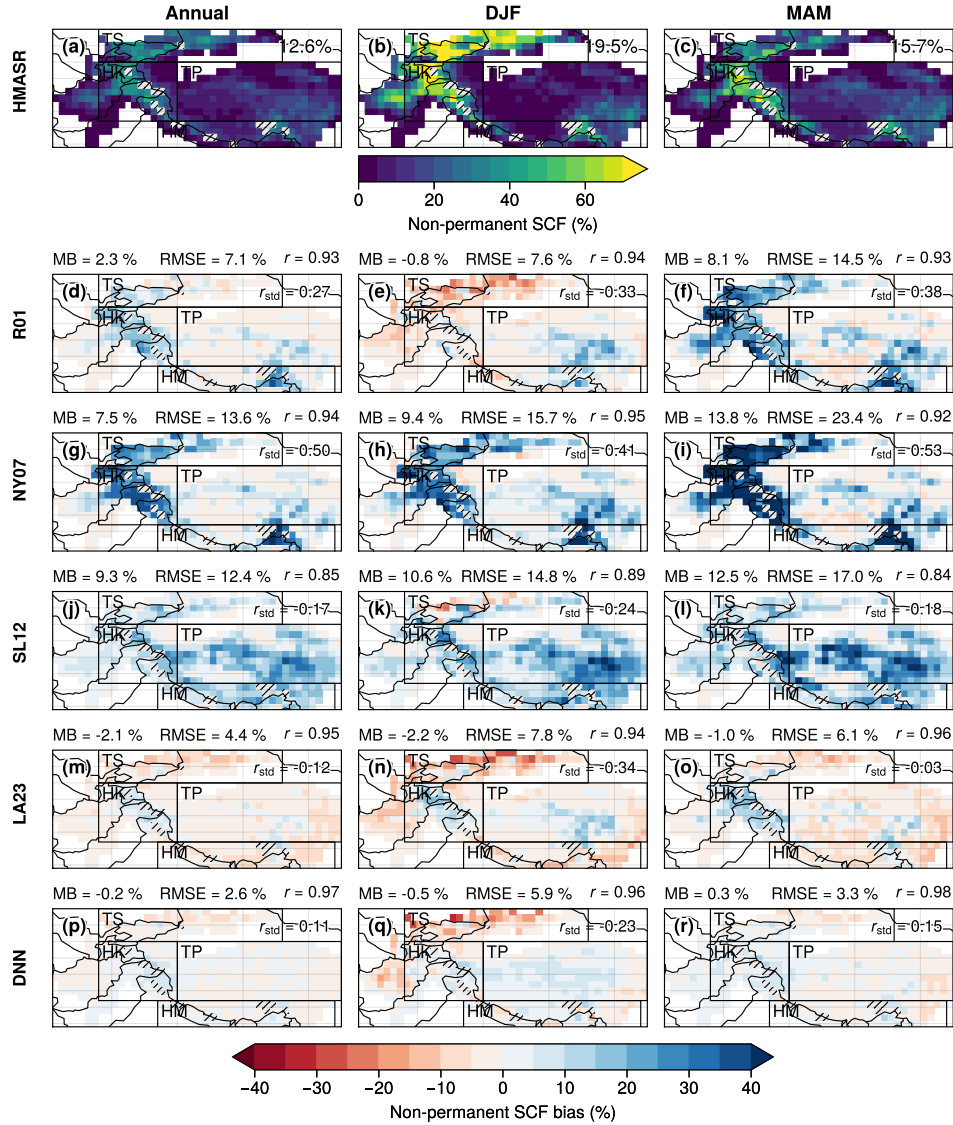 Annual DJF MAM
HMASR
(a) TS 12.6% HK TP HM
(b) TS 19.5% HK TP HM
(c) TS 15.7% HK TP HM
0 20 40 60
Non-permanent SCF (%)
R01
MB = 2.3 % RMSE = 7.1 % r = 0.93
(d) TS rstd = 0.27 HK TP HM
MB = -0.8 % RMSE = 7.6 % r = 0.94
(e) TS rstd = -0.33 HK TP HM
MB = 8.1 % RMSE = 14.5 % r = 0.93
(f) TS rstd = 0.38 HK TP HM
NY07
MB = 7.5 % RMSE = 13.6 % r = 0.94
(g) TS rstd = 0.50 HK TP HM
MB = 9.4 % RMSE = 15.7 % r = 0.95
(h) TS rstd = 0.41 HK TP HM
MB = 13.8 % RMSE = 23.4 % r = 0.92
(i) TS rstd = 0.53 HK TP HM
SL12
MB = 9.3 % RMSE = 12.4 % r = 0.85
(j) TS rstd = -0.17 HK TP HM
MB = 10.6 % RMSE = 14.8 % r = 0.89
(k) TS rstd = -0.24 HK TP HM
MB = 12.5 % RMSE = 17.0 % r = 0.84
(l) TS rstd = -0.18 HK TP HM
LA23
MB = -2.1 % RMSE = 4.4 % r = 0.95
(m) TS rstd = -0.12 HK TP HM
MB = -2.2 % RMSE = 7.8 % r = 0.94
(n) TS rstd = -0.34 HK TP HM
MB = -1.0 % RMSE = 6.1 % r = 0.96
(o) TS rstd = -0.03 HK TP HM
DNN
MB = -0.2 % RMSE = 2.6 % r = 0.97
(p) TS rstd = 0.11 HK TP HM
MB = -0.5 % RMSE = 5.9 % r = 0.96
(q) TS rstd = -0.23 HK TP HM
MB = 0.3 % RMSE = 3.3 % r = 0.98
(r) TS rstd = 0.15 HK TP HM
−40 −30 −20 −10 0 10 20 30 40
Non-permanent SCF bias (%)